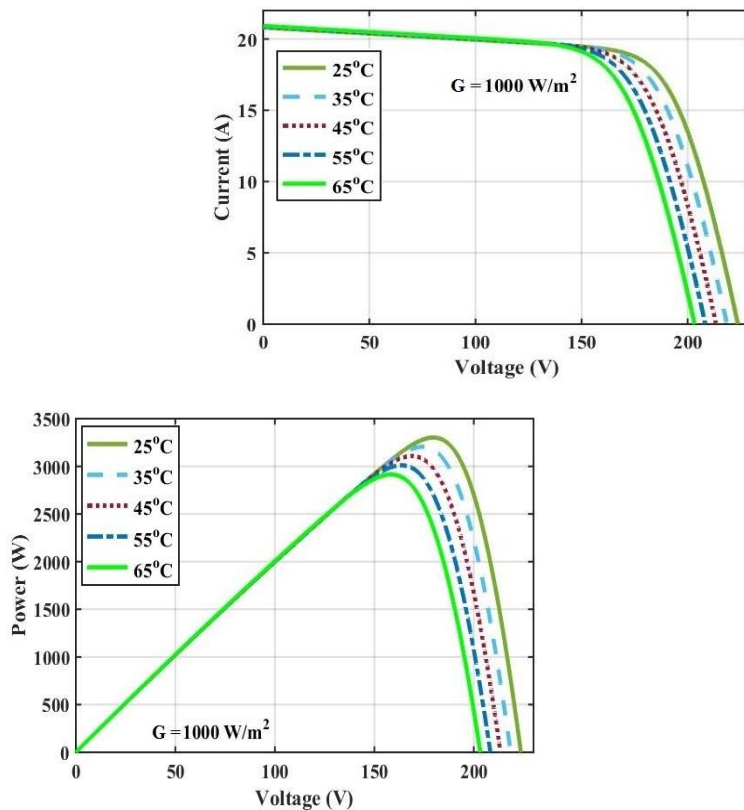 20
15
10
5
0
Current (A)
25°C
35°C
45°C
55°C
65°C
G = 1000 W/m²
0 50 100 150 200
Voltage (V)
3500
3000
2500
2000
1500
1000
500
0
Power (W)
25°C
35°C
45°C
55°C
65°C
G =1000 W/m²
0 50 100 150 200
Voltage (V)